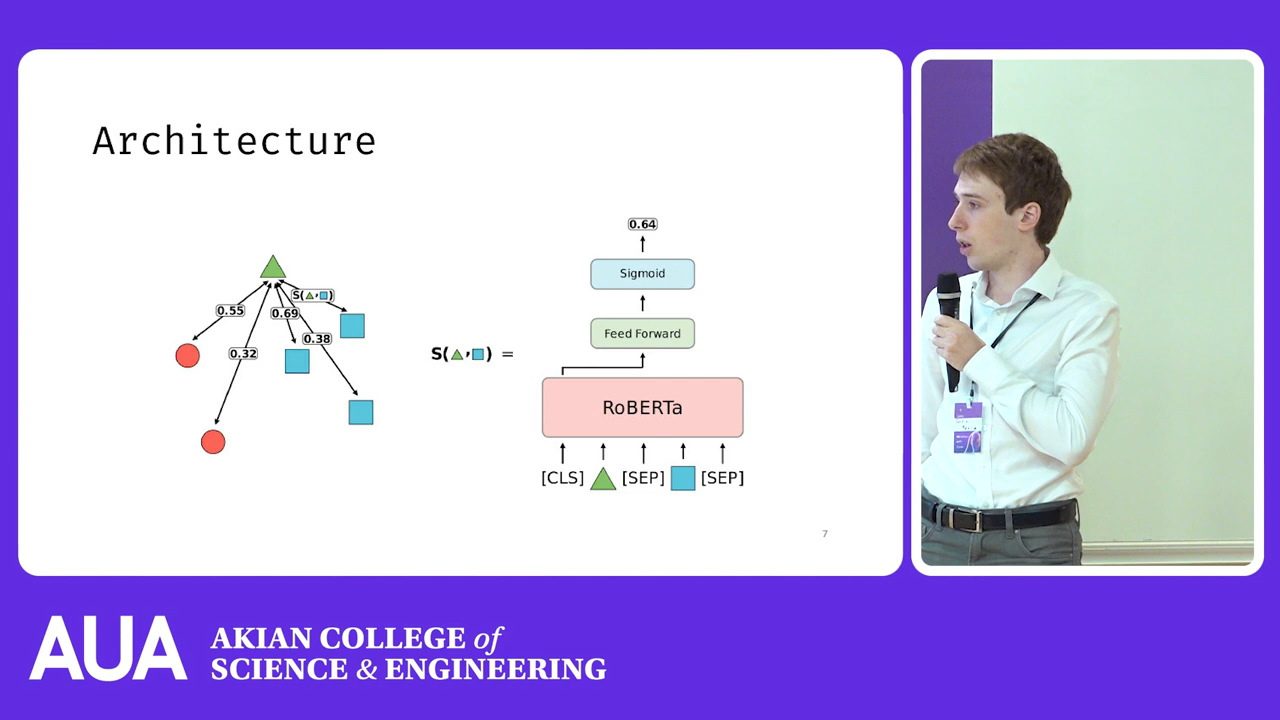 Architecture
0.64
Sigmoid
Feed Forward
RoBERTa
[CLS] [SEP] [SEP]
S( , ) =
S( , )
0.55
0.69
0.38
0.32
7
AUA
AKIAN COLLEGE of
SCIENCE & ENGINEERING